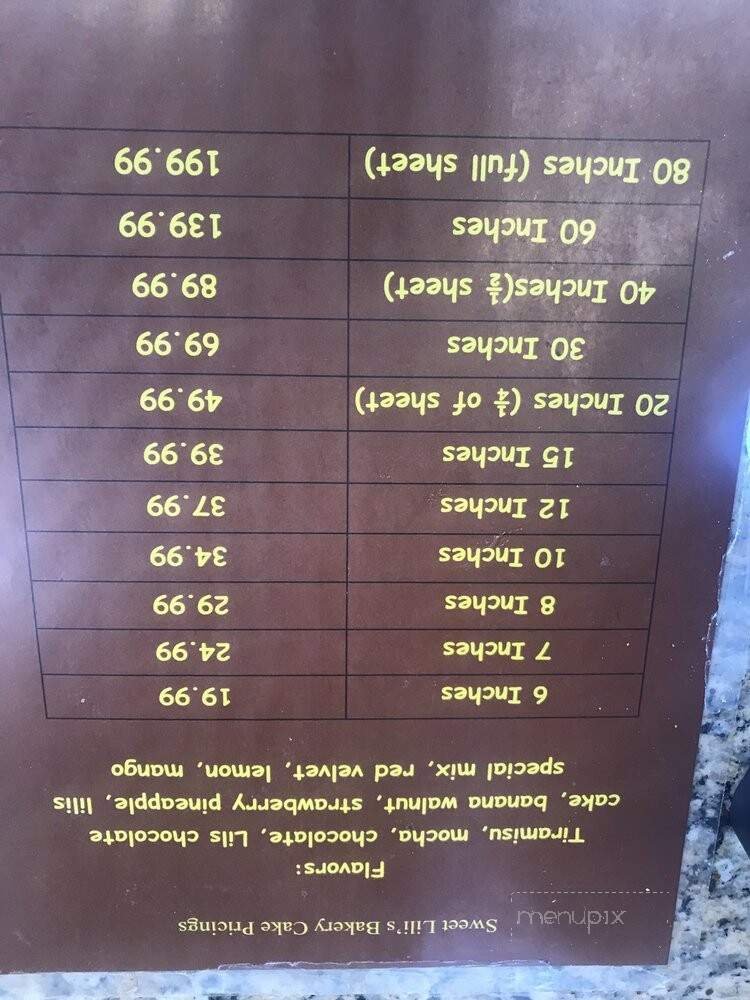 Sweet Lili's Bakery Cake Pricings
Flavors:
Tiramisu, mocha, chocolate, Lils chocolate
cake, banana walnut, strawberry pineapple, lilis
special mix, red velvet, lemon, mango
6 Inches 19.99
7 Inches 24.99
8 Inches 29.99
10 Inches 34.99
12 Inches 37.99
15 Inches 39.99
20 Inches (¼ of sheet) 49.99
30 Inches 69.99
40 Inches(½ sheet) 89.99
60 Inches 139.99
80 Inches (full sheet) 199.99
menupix